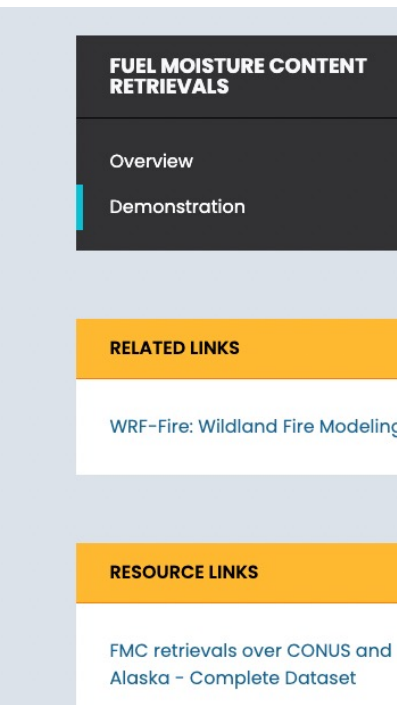 FUEL MOISTURE CONTENT
RETRIEVALS
Overview
Demonstration
RELATED LINKS
WRF-Fire: Wildland Fire Modeling
RESOURCE LINKS
FMC retrievals over CONUS and
Alaska - Complete Dataset